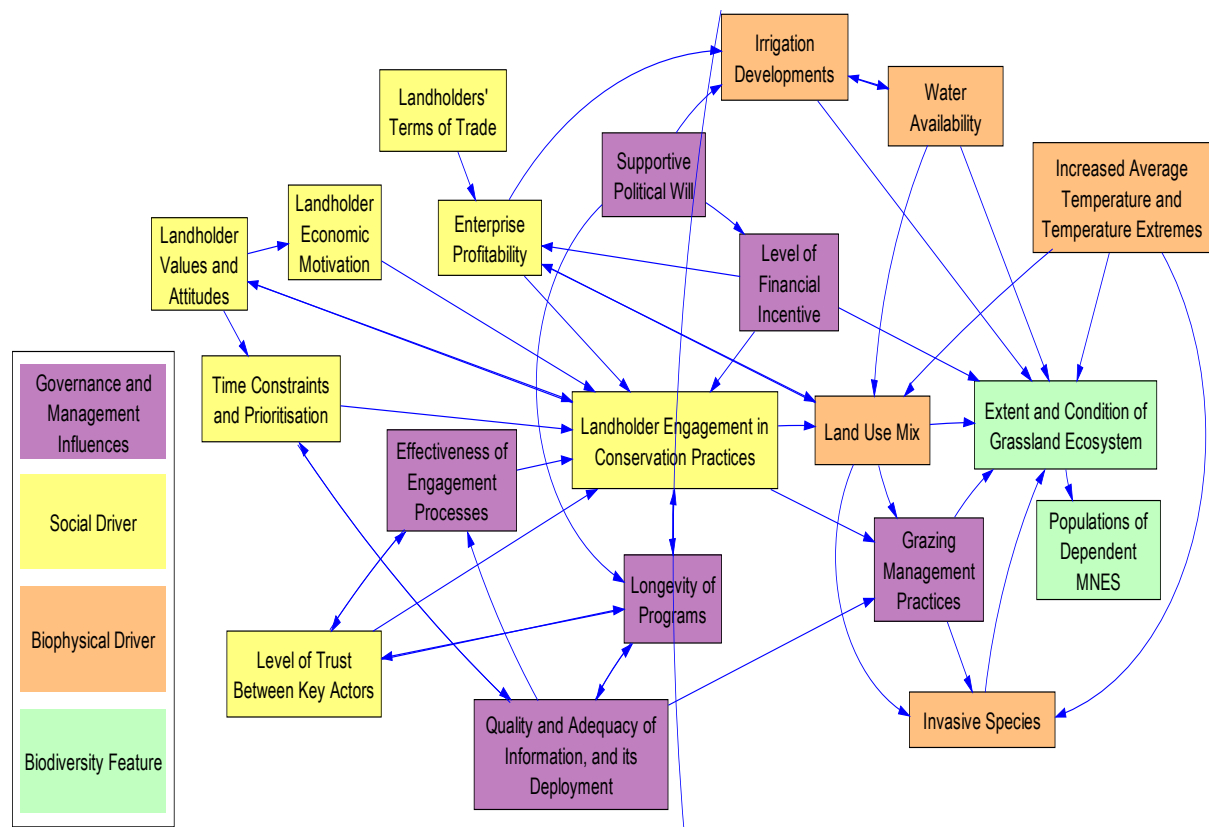 Irrigation
Developments
Landholders'
Terms of Trade
Water
Availability
Supportive
Political Will
Increased Average
Temperature and
Temperature Extremes
Landholder
Economic
Motivation
Enterprise
Profitability
Landholder
Values and
Attitudes
Level of
Financial
Incentive
Governance and
Management
Influences
Social Driver
Biophysical Driver
Biodiversity Feature
Time Constraints
and Prioritisation
Landholder Engagement in
Conservation Practices
Land Use Mix
Extent and Condition of
Grassland Ecosystem
Effectiveness of
Engagement
Processes
Populations of
Dependent
MNES
Grazing
Management
Practices
Longevity of
Programs
Level of Trust
Between Key Actors
Quality and Adequacy of
Information, and its
Deployment
Invasive Species